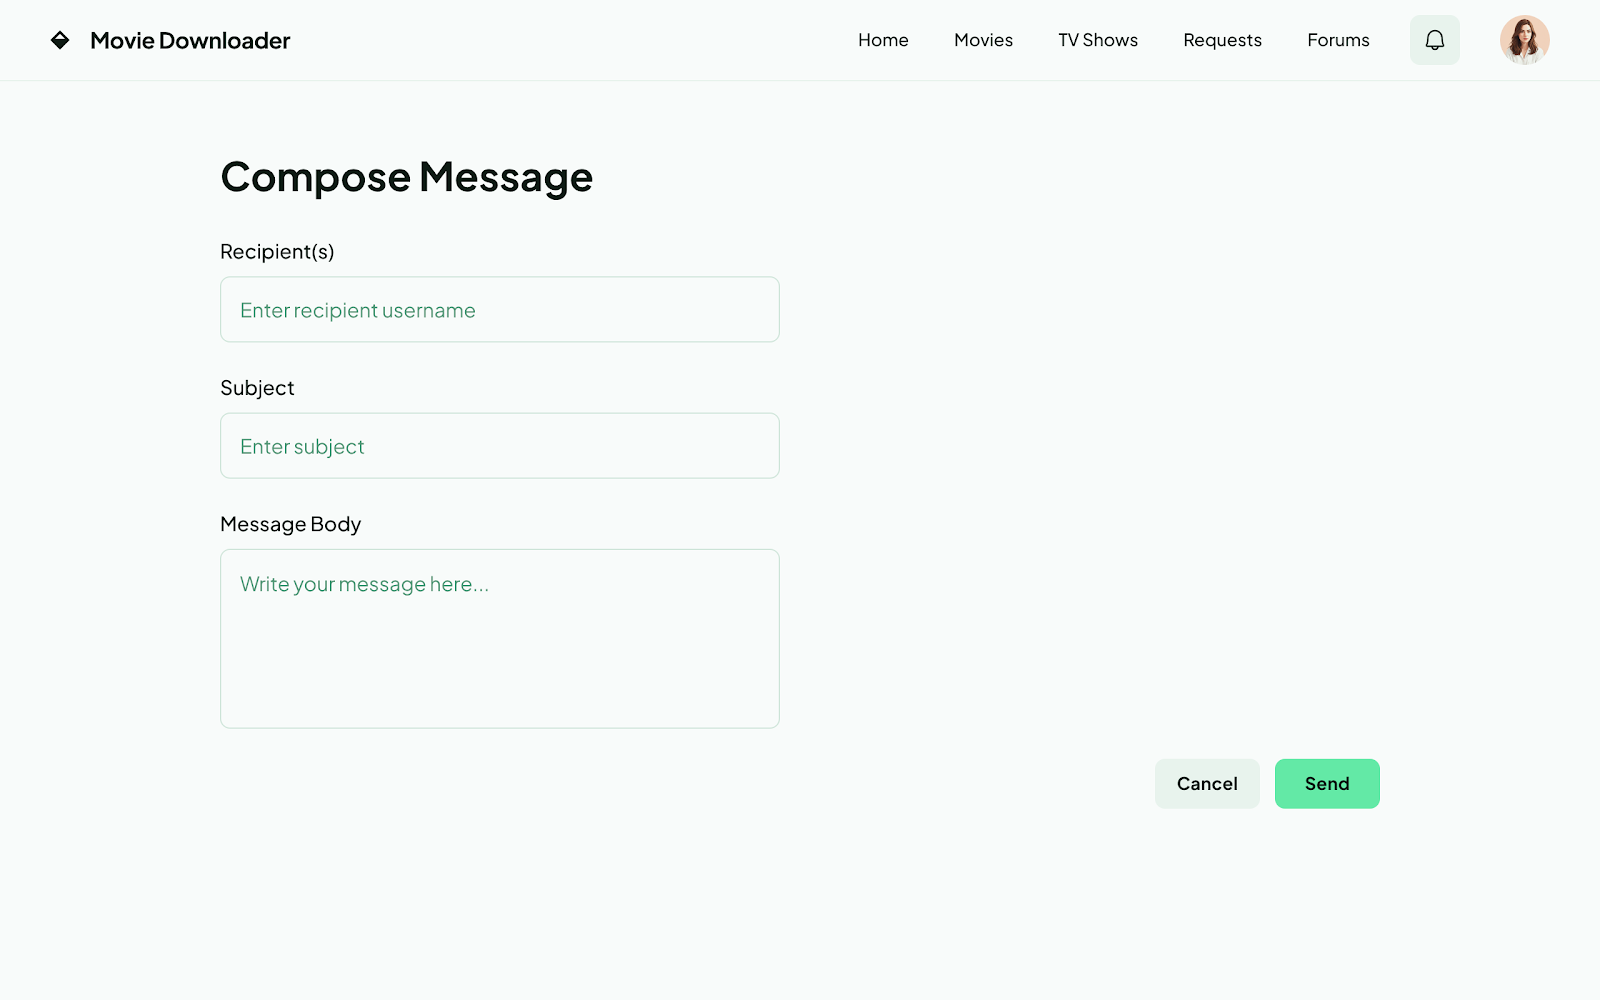 Movie Downloader
Home
Movies
TV Shows
Requests
Forums
Compose Message
Recipient(s)
Enter recipient username
Subject
Enter subject
Message Body
Write your message here...
Cancel
Send